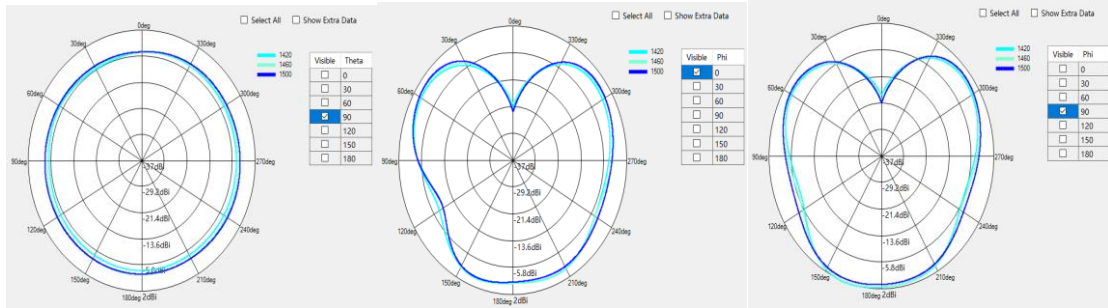 Select All Show Extra Data
0deg
30deg
330deg
60deg
300deg
90deg
270deg
120deg
240deg
150deg
210deg
180deg
-37dBi
-29.2dBi
-21.4dBi
-13.6dBi
2dBi
1420
1460
1500
Visible Theta
0
30
60
90
120
150
180
Select All Show Extra Data
0deg
30deg
330deg
60deg
300deg
90deg
270deg
120deg
240deg
150deg
210deg
180deg
-37dBi
-29.2dBi
-21.4dBi
-13.6dBi
-5.8dBi
2dBi
1420
1460
1500
Visible Phi
0
30
60
90
120
150
180
Select All Show Extra Data
0deg
30deg
330deg
60deg
300deg
90deg
270deg
120deg
240deg
150deg
210deg
180deg
-37dBi
-29.2dBi
-21.4dBi
-13.6dBi
-5.8dBi
2dBi
1420
1460
1500
Visible Phi
0
30
60
90
120
150
180